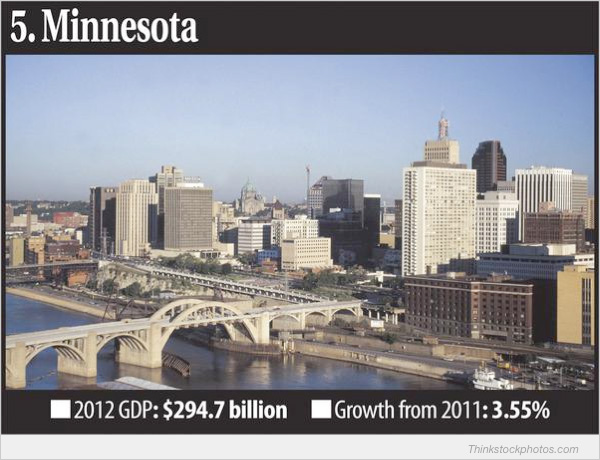 5. Minnesota
2012 GDP: $294.7 billion Growth from 2011: 3.55%
Thinkstockphotos.com